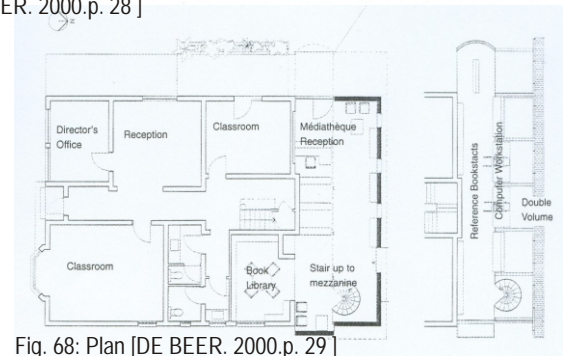 ER. 2000.p. 28 ]
Z
Director's
Office
Reception
Classroom
Médiathèque
Reception
Classroom
Book
Library
Stair up to
mezzanine
Reference Bookstacts
Computer Workstation
Double
Volume
Fig. 68: Plan [DE BEER. 2000.p. 29 ]